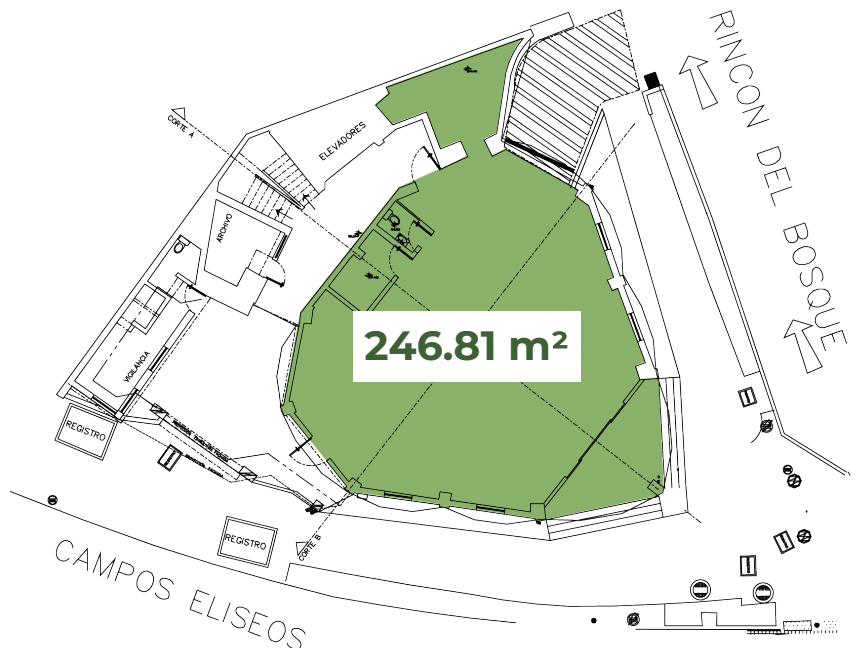 RINCON DEL BOSQUE
CORTE A
ELEVADORES
ARCHIVO
246.81 m²
VIGILANCIA
REGISTRO
REGISTRO
CORTE B
CAMPOS ELISEOS